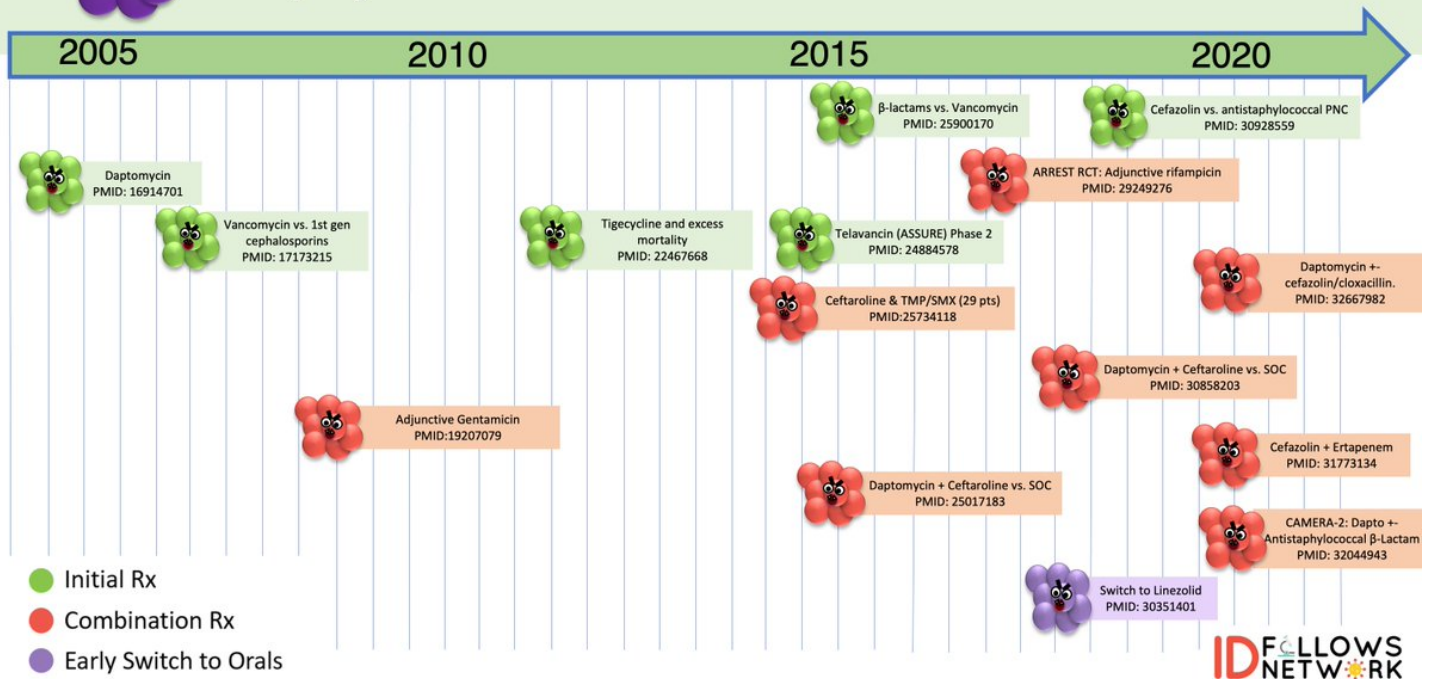 2005
2010
2015
2020
β-lactams vs. Vancomycin
PMID: 25900170
Cefazolin vs. antistaphylococcal PNC
PMID: 30928559
Daptomycin
PMID: 16914701
ARREST RCT: Adjunctive rifampicin
PMID: 29249276
Vancomycin vs. 1st gen
cephalosporins
PMID: 17173215
Tigecycline and excess
mortality
PMID: 22467668
Telavancin (ASSURE) Phase 2
PMID: 24884578
Daptomycin +-
cefazolin/cloxacillin.
PMID: 32667982
Ceftaroline & TMP/SMX (29 pts)
PMID:25734118
Daptomycin + Ceftaroline vs. SOC
PMID: 30858203
Adjunctive Gentamicin
PMID:19207079
Cefazolin + Ertapenem
PMID: 31773134
Daptomycin + Ceftaroline vs. SOC
PMID: 25017183
CAMERA-2: Dapto +-
Antistaphylococcal β-Lactam
PMID: 32044943
Switch to Linezolid
PMID: 30351401
Initial Rx
Combination Rx
Early Switch to Orals
ID FELLOWS
NETWORK